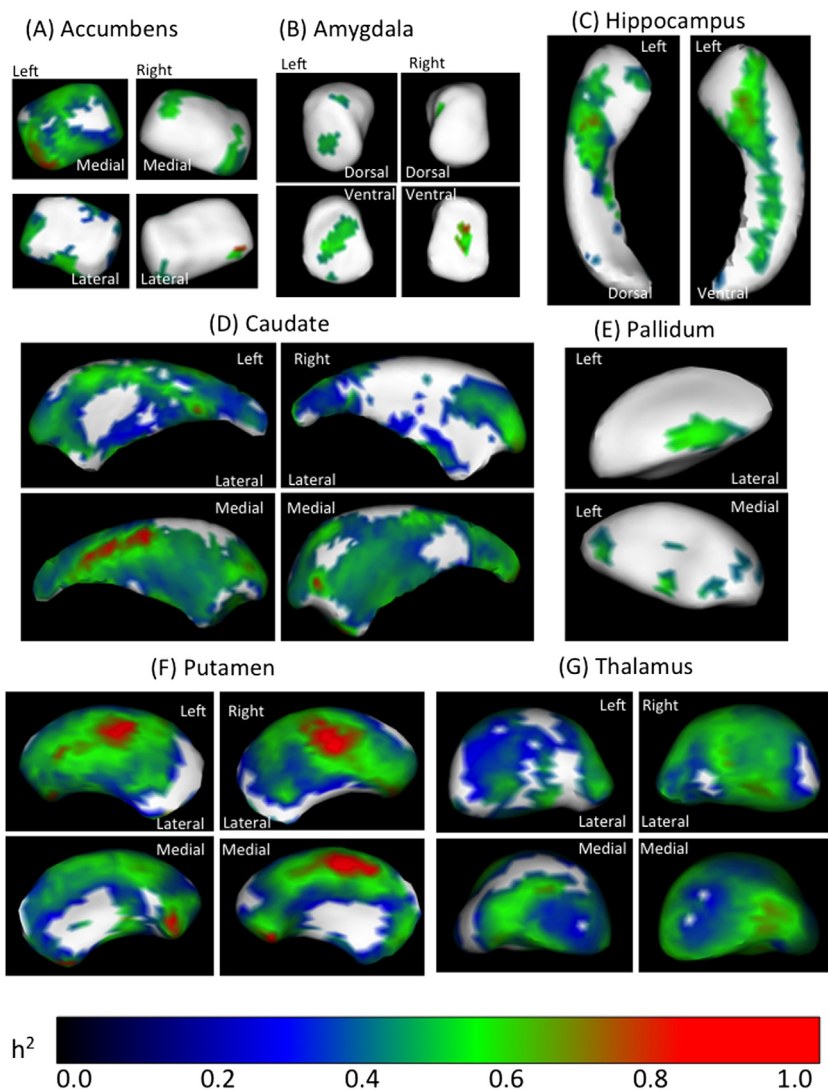 (A) Accumbens
(B) Amygdala
(C) Hippocampus
Left
Right
Medial
Medial
Lateral
Lateral
Left
Right
Dorsal
Dorsal
Ventral
Ventral
Left
Left
Dorsal
Ventral
(D) Caudate
(E) Pallidum
Left
Right
Lateral
Lateral
Medial
Medial
Left
Lateral
Left
Medial
(F) Putamen
(G) Thalamus
Left
Right
Lateral
Lateral
Medial
Medial
Left
Right
Lateral
Lateral
Medial
Medial
h²
0.0 0.2 0.4 0.6 0.8 1.0